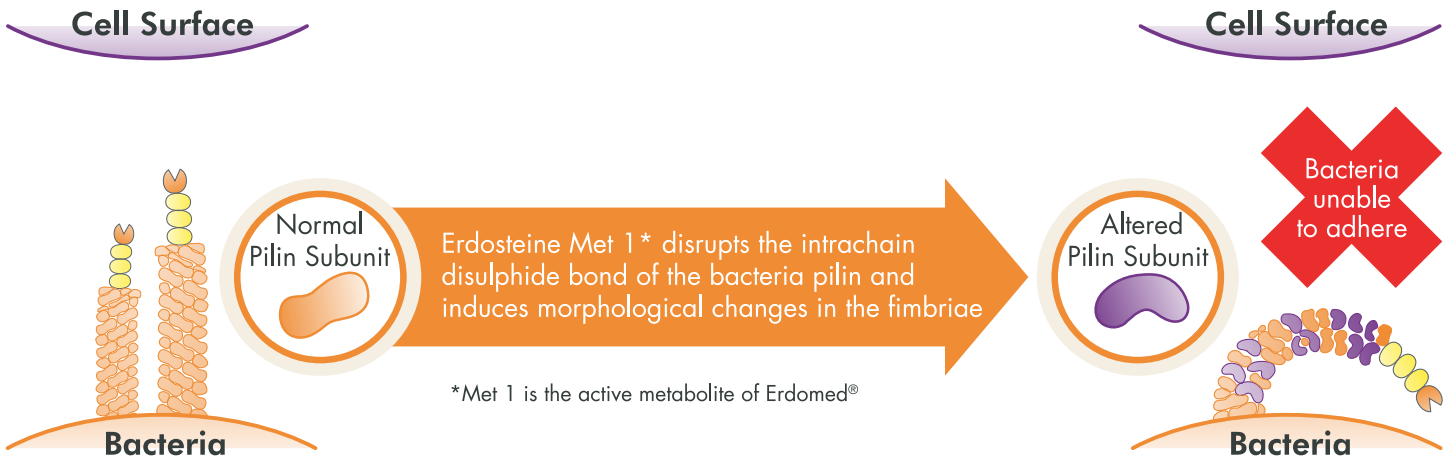 Cell Surface
Cell Surface
Normal
Pilin Subunit
Erdosteine Met 1* disrupts the intrachain
disulphide bond of the bacteria pilin and
induces morphological changes in the fimbriae
Altered
Pilin Subunit
Bacteria
unable
to adhere
*Met 1 is the active metabolite of Erdomed®
Bacteria
Bacteria